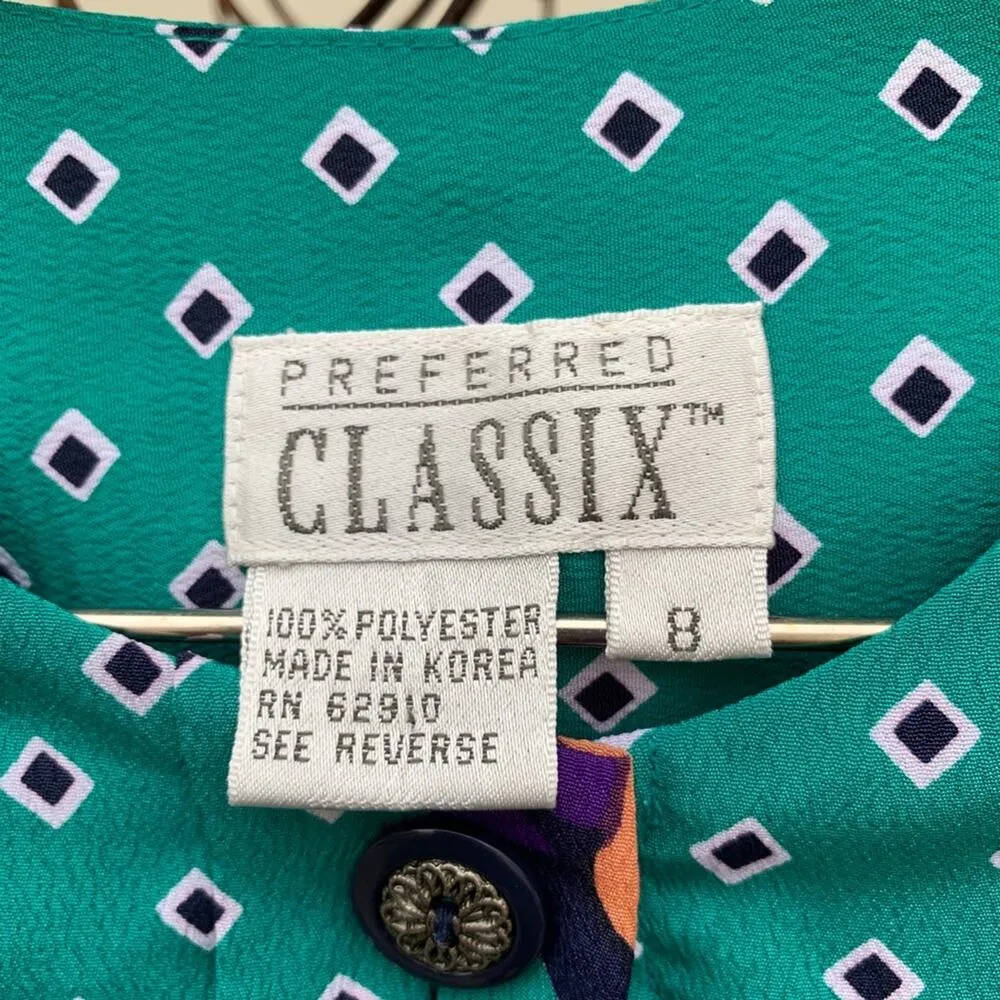 PREFERRED
CLASSIX™
100% POLYESTER
MADE IN KOREA
RN 62910
SEE REVERSE
8